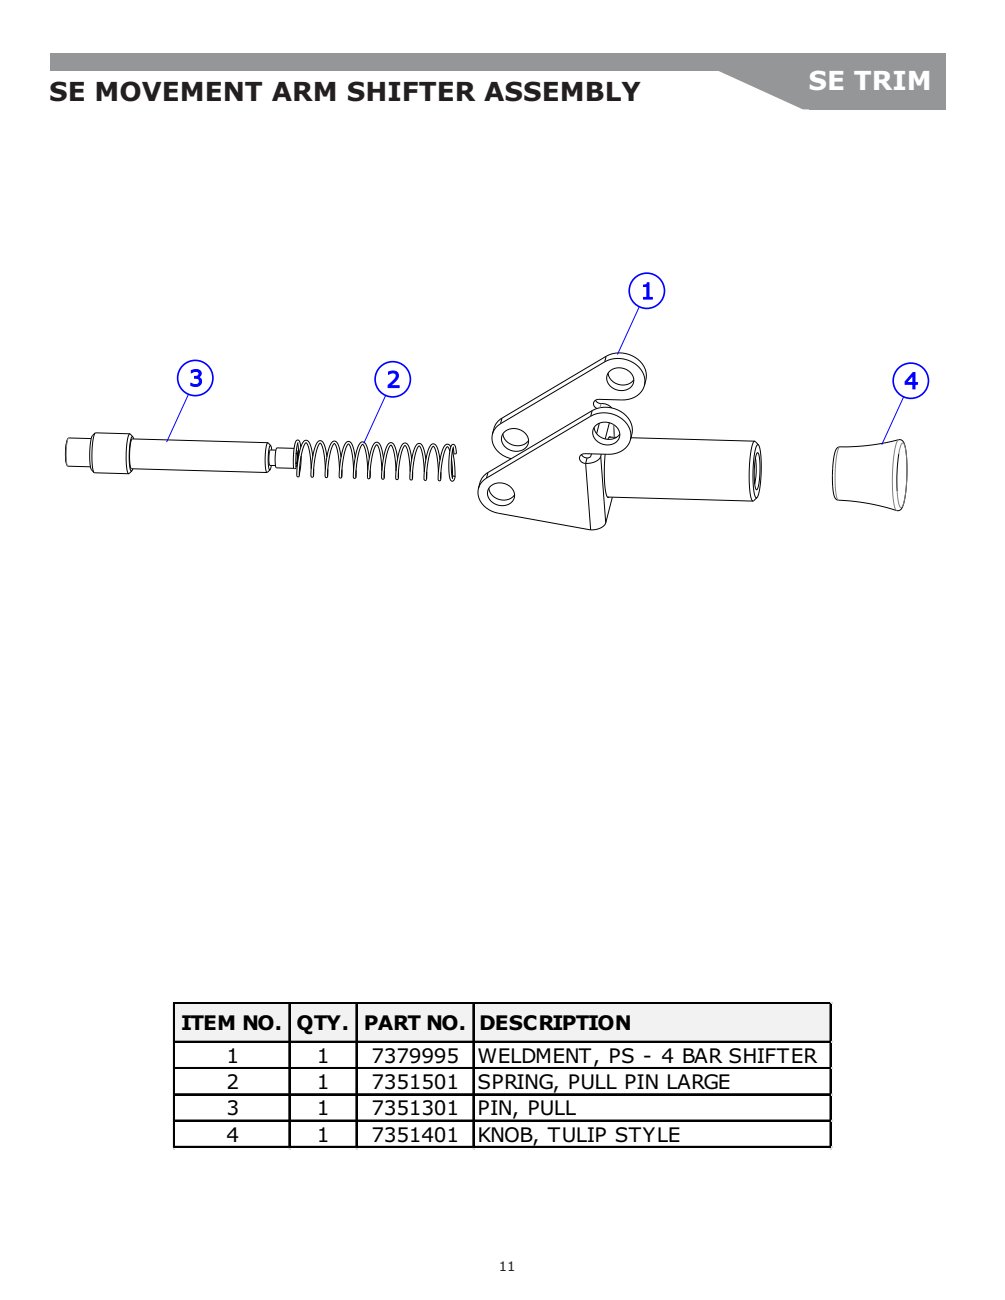 SE MOVEMENT ARM SHIFTER ASSEMBLY
SE TRIM
1
3
2
4
ITEM NO. QTY. PART NO. DESCRIPTION
1 1 7379995 WELDMENT, PS - 4 BAR SHIFTER
2 1 7351501 SPRING, PULL PIN LARGE
3 1 7351301 PIN, PULL
4 1 7351401 KNOB, TULIP STYLE
11